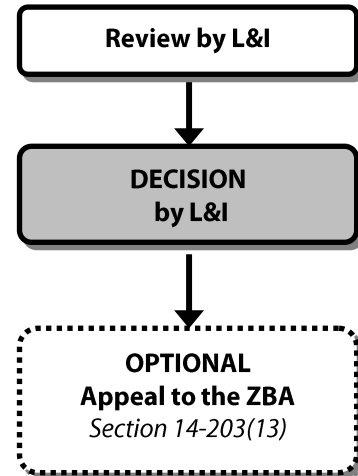 Review by L&I
DECISION
by L&I
OPTIONAL
Appeal to the ZBA
Section 14-203(13)